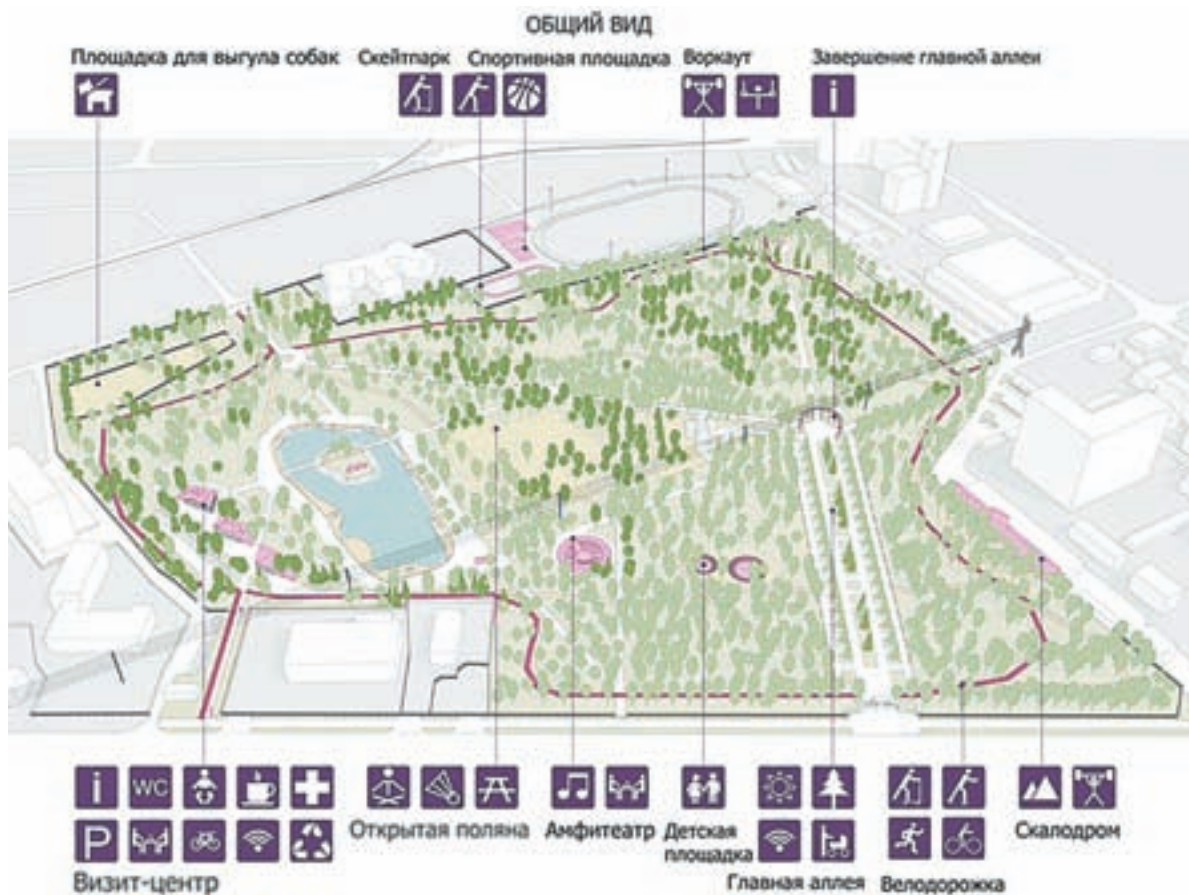 ОБЩИЙ ВИД
Площадка для выгула собак
Скейтпарк
Спортивная площадка
Воркаут
Завершение главной аллеи
i
i
WC
P
Визит-центр
Открытая поляна
Амфитеатр
Детская
площадка
Главная аллея
Велодорожка
Скалодром